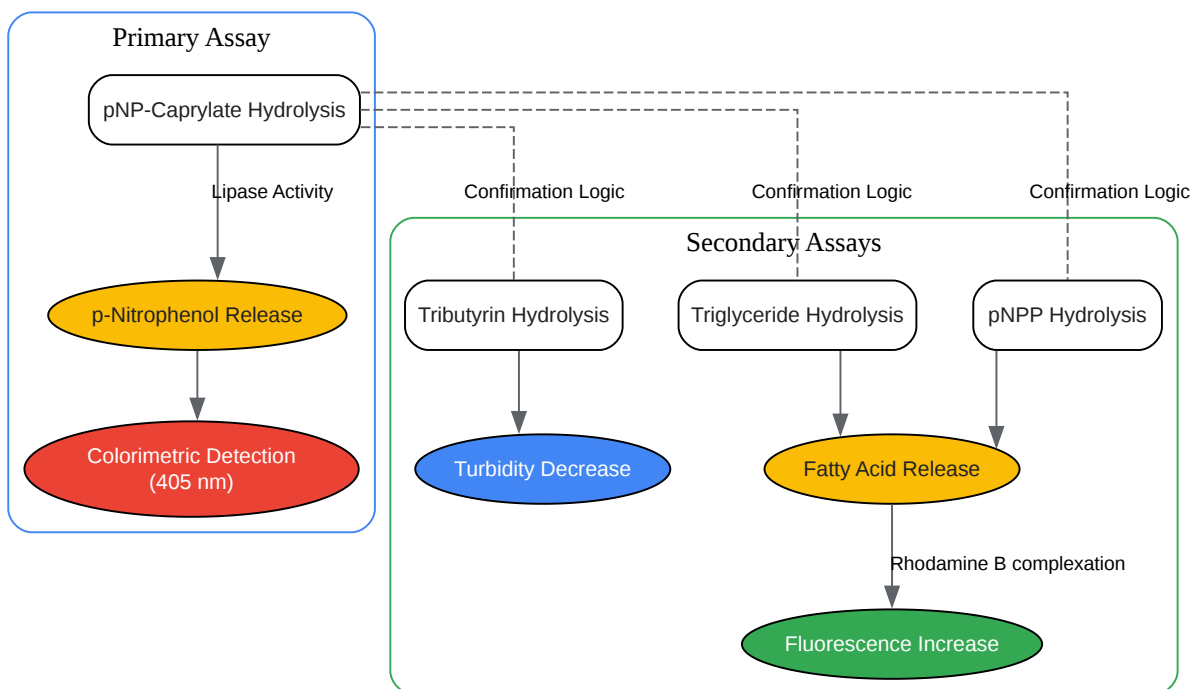 Primary Assay
pNP-Caprylate Hydrolysis
Lipase Activity
Confirmation Logic
Confirmation Logic
Confirmation Logic
Secondary Assays
p-Nitrophenol Release
Tributyrin Hydrolysis
Triglyceride Hydrolysis
pNPP Hydrolysis
Colorimetric Detection
(405 nm)
Turbidity Decrease
Fatty Acid Release
Rhodamine B complexation
Fluorescence Increase